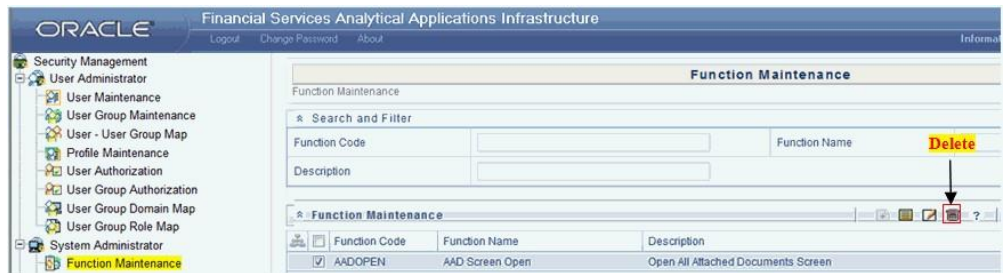 ORACLE
Financial Services Analytical Applications Infrastructure
Logout Change Password About
Security Management
User Administrator
User Maintenance
User Group Maintenance
User - User Group Map
Profile Maintenance
User Authorization
User Group Authorization
User Group Domain Map
User Group Role Map
System Administrator
Function Maintenance
Function Maintenance
Function Maintenance
Search and Filter
Function Code Function Name
Delete
Description
Function Maintenance ?
Function Code Function Name Description
AADOPEN AAD Screen Open Open All Attached Documents Screen